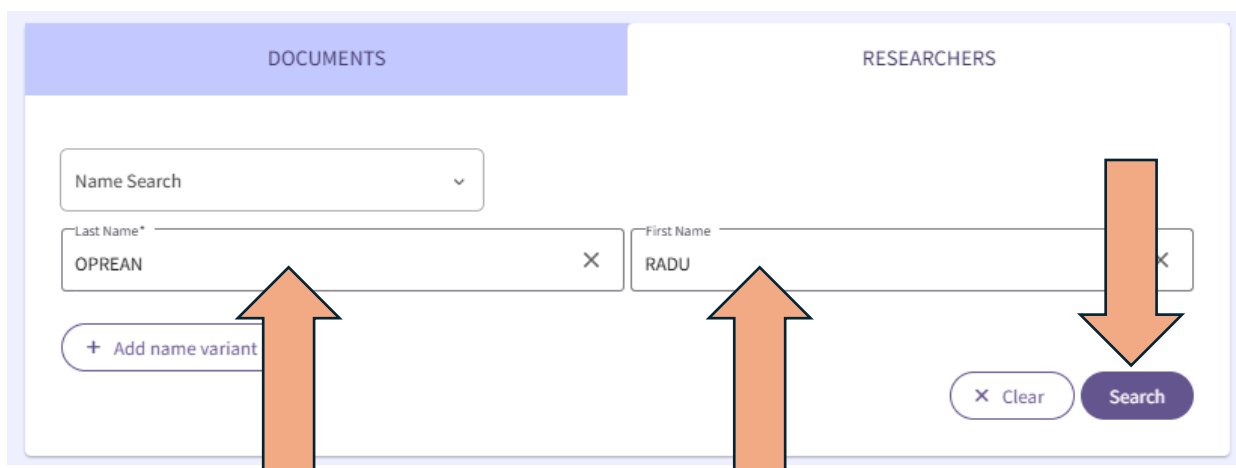 DOCUMENTS RESEARCHERS
Name Search
Last Name* First Name
OPREAN RADU
+ Add name variant
Clear Search